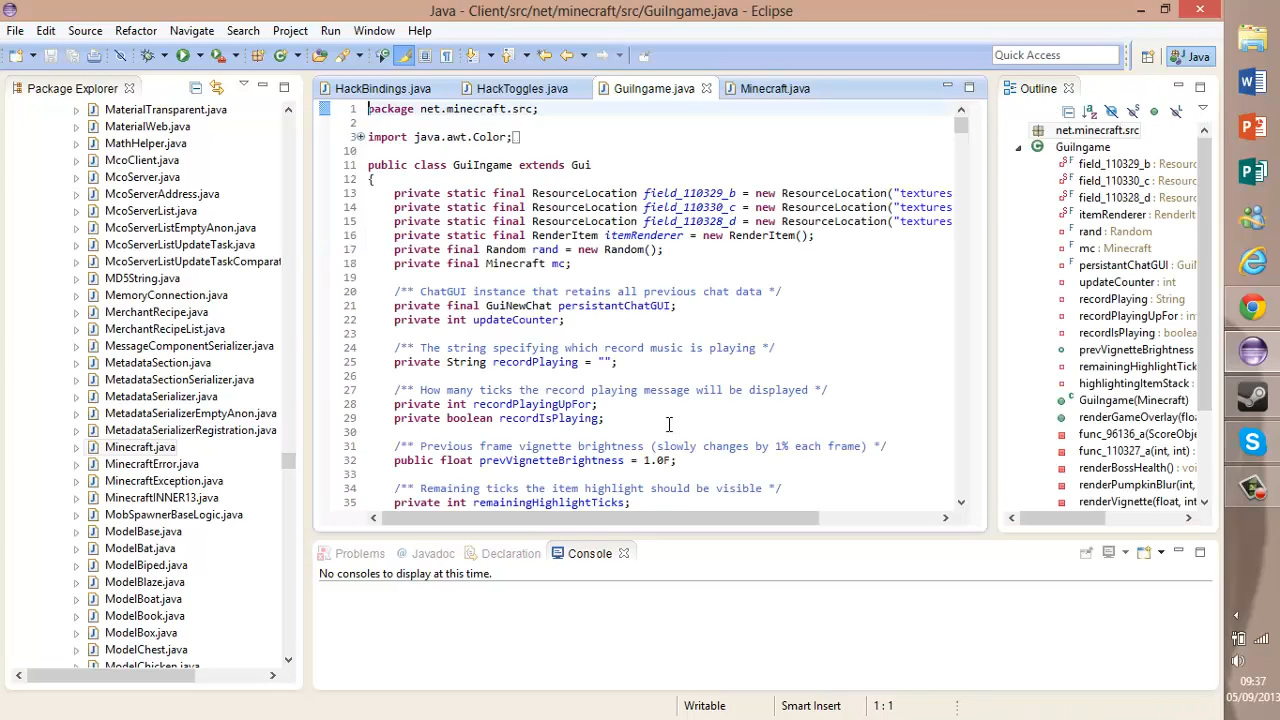 Java - Client/src/net/minecraft/src/GuiIngame.java - Eclipse
File Edit Source Refactor Navigate Search Project Run Window Help
Quick Access
Java
Package Explorer
MaterialTransparent.java
MaterialWeb.java
MathHelper.java
McoClient.java
McoServer.java
McoServerAddress.java
McoServerList.java
McoServerListEmptyAnon.java
McoServerListUpdateTask.java
McoServerListUpdateTaskComparat
MD5String.java
MemoryConnection.java
MerchantRecipe.java
MerchantRecipeList.java
MessageComponentSerializer.java
MetadataSection.java
MetadataSectionSerializer.java
MetadataSerializer.java
MetadataSerializerEmptyAnon.java
MetadataSerializerRegistration.java
Minecraft.java
MinecraftError.java
MinecraftException.java
MinecraftINNER13.java
MobSpawnerBaseLogic.java
ModelBase.java
ModelBat.java
ModelBiped.java
ModelBlaze.java
ModelBoat.java
ModelBook.java
ModelBox.java
ModelChest.java
ModelChicken.java
HackBindings.java HackToggles.java GuiIngame.java Minecraft.java
1 package net.minecraft.src;
2
3 import java.awt.Color;
10
11 public class GuiIngame extends Gui
12 {
13 private static final ResourceLocation field_110329_b = new ResourceLocation("textures
14 private static final ResourceLocation field_110330_c = new ResourceLocation("textures
15 private static final ResourceLocation field_110328_d = new ResourceLocation("textures
16 private static final RenderItem itemRenderer = new RenderItem();
17 private final Random rand = new Random();
18 private final Minecraft mc;
19
20 /** ChatGUI instance that retains all previous chat data */
21 private final GuiNewChat persistantChatGUI;
22 private int updateCounter;
23
24 /** The string specifying which record music is playing */
25 private String recordPlaying = "";
26
27 /** How many ticks the record playing message will be displayed */
28 private int recordPlayingUpFor;
29 private boolean recordIsPlaying;
30
31 /** Previous frame vignette brightness (slowly changes by 1% each frame) */
32 public float prevVignetteBrightness = 1.0F;
33
34 /** Remaining ticks the item highlight should be visible */
35 private int remainingHighlightTicks;
Outline
net.minecraft.src
GuiIngame
field_110329_b : Resourc
field_110330_c : Resourc
field_110328_d : Resourc
itemRenderer : RenderIt
rand : Random
mc : Minecraft
persistantChatGUI : GuiN
updateCounter : int
recordPlaying : String
recordPlayingUpFor : int
recordIsPlaying : boolea
prevVignetteBrightness
remainingHighlightTick
highlightingItemStack
GuiIngame(Minecraft)
renderGameOverlay(floa
func_96136_a(ScoreObje
func_110327_a(int, int) :
renderBossHealth() : voi
renderPumpkinBlur(int,
renderVignette(float, int
Problems Javadoc Declaration Console
No consoles to display at this time.
Writable Smart Insert 1 : 1
09:37
05/09/2013